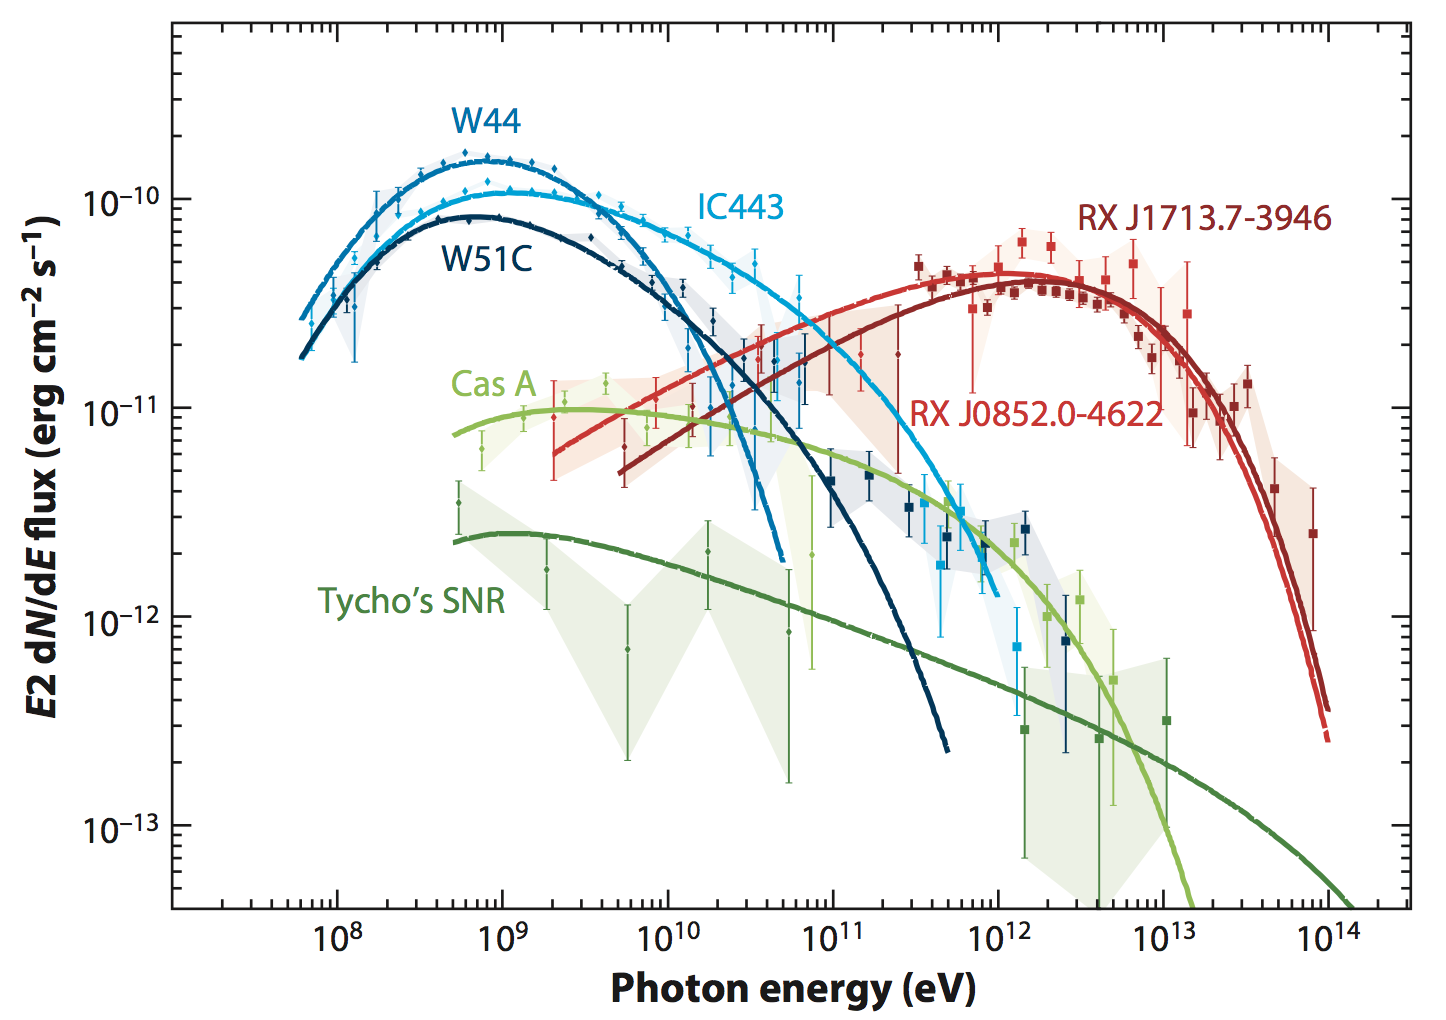 W44
IC443
RX J1713.7-3946
W51C
Cas A
RX J0852.0-4622
Tycho's SNR
10⁻¹⁰
10⁻¹¹
10⁻¹²
10⁻¹³
E2 dN/dE flux (erg cm⁻² s⁻¹)
10⁸ 10⁹ 10¹⁰ 10¹¹ 10¹² 10¹³ 10¹⁴
Photon energy (eV)